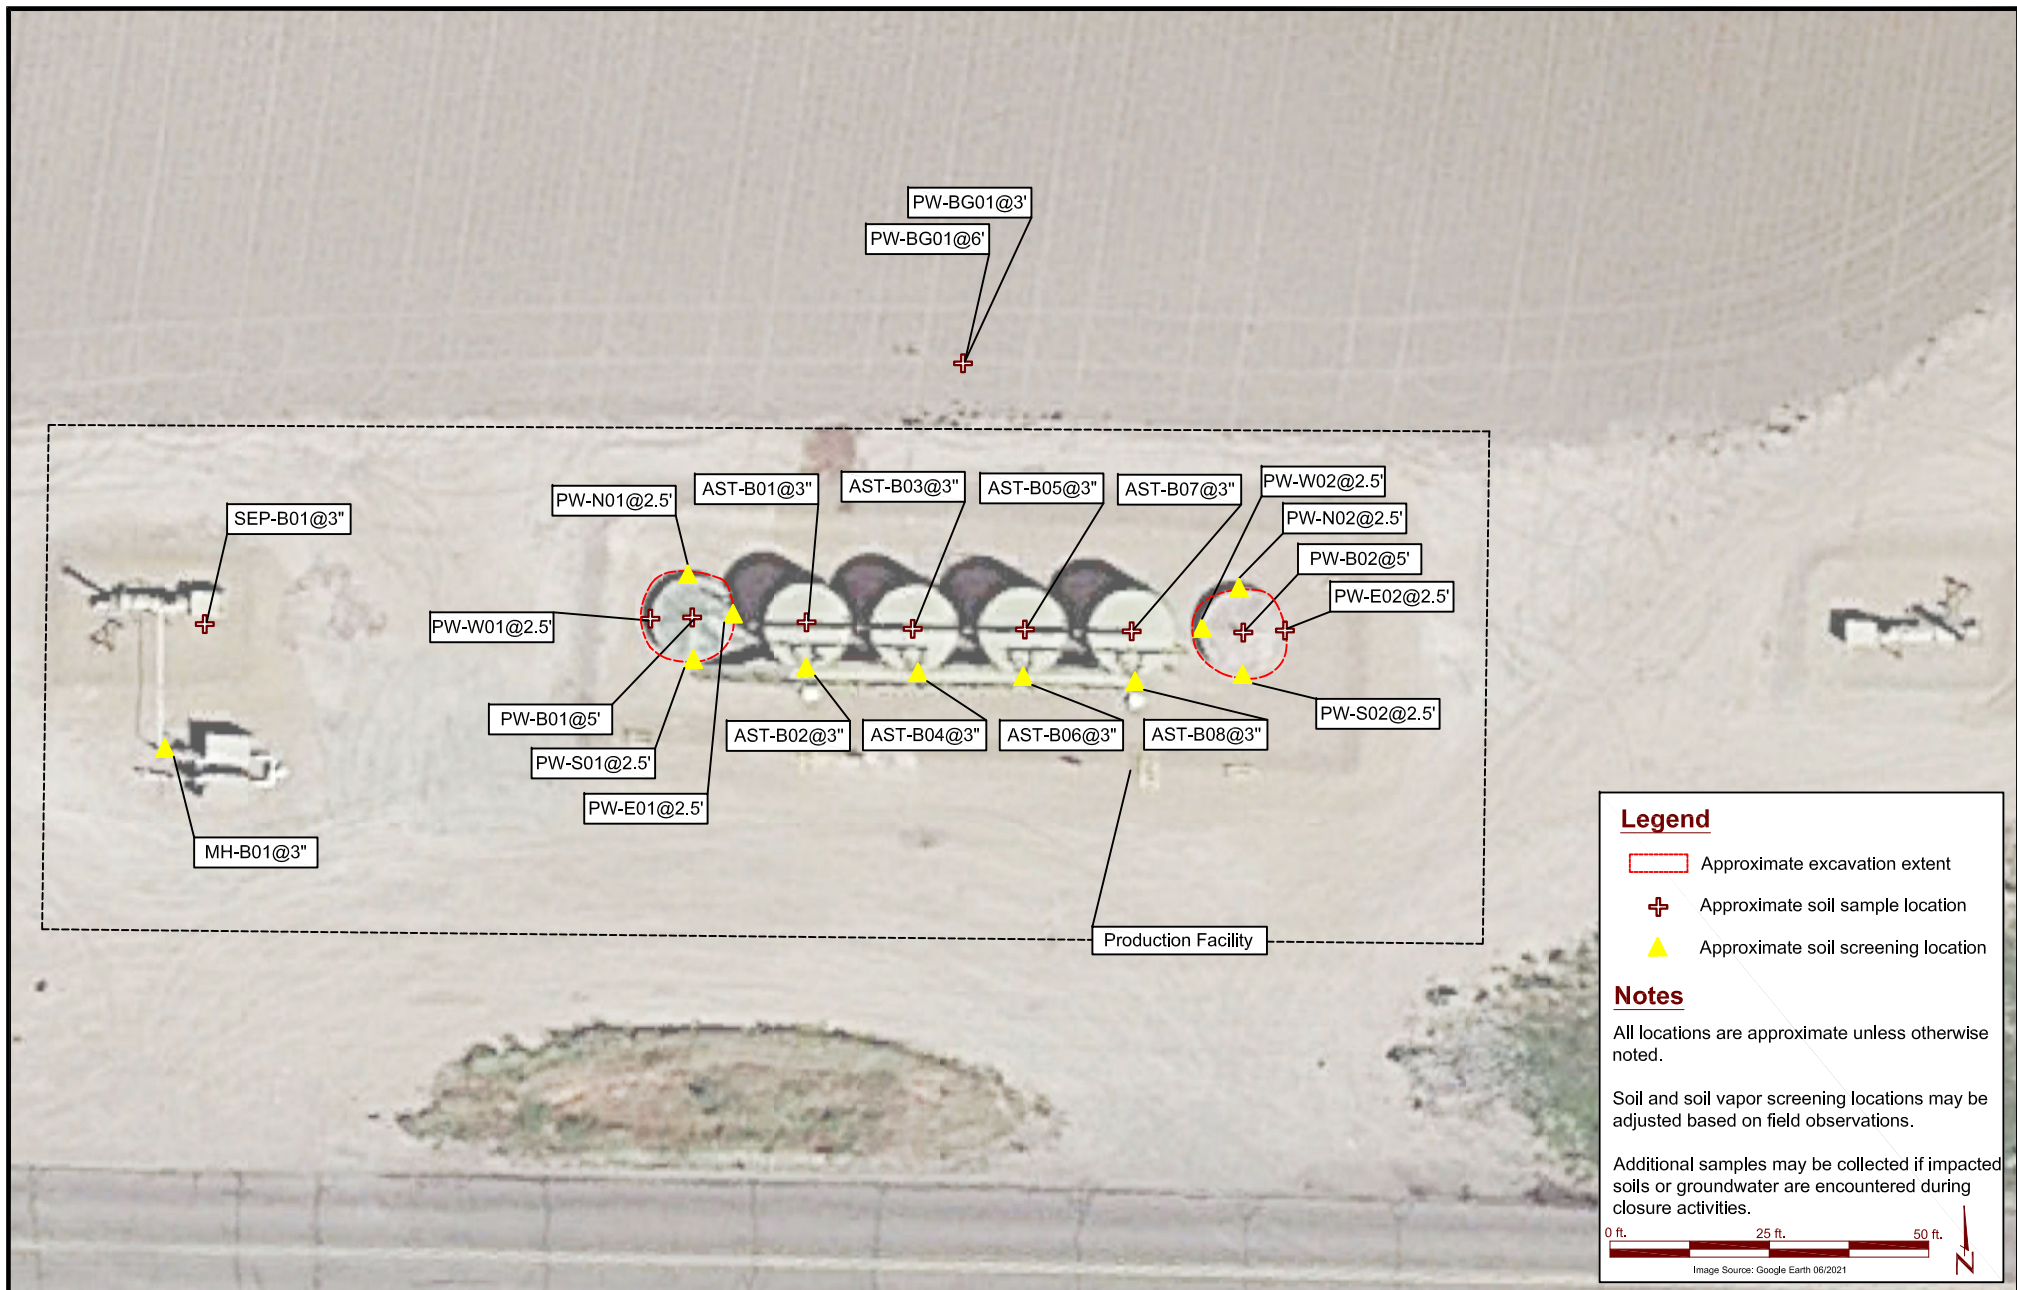 PW-BG01@3'
PW-BG01@6'
SEP-B01@3"
PW-N01@2.5'
AST-B01@3"
AST-B03@3"
AST-B05@3"
AST-B07@3"
PW-W02@2.5'
PW-N02@2.5'
PW-B02@5'
PW-E02@2.5'
PW-W01@2.5'
PW-B01@5'
PW-S01@2.5'
PW-E01@2.5'
AST-B02@3"
AST-B04@3"
AST-B06@3"
AST-B08@3"
PW-S02@2.5'
MH-B01@3"
Production Facility
Legend
Approximate excavation extent
Approximate soil sample location
Approximate soil screening location
Notes
All locations are approximate unless otherwise
noted.
Soil and soil vapor screening locations may be
adjusted based on field observations.
Additional samples may be collected if impacted
soils or groundwater are encountered during
closure activities.
0 ft. 25 ft. 50 ft.
N
Image Source: Google Earth 06/2021